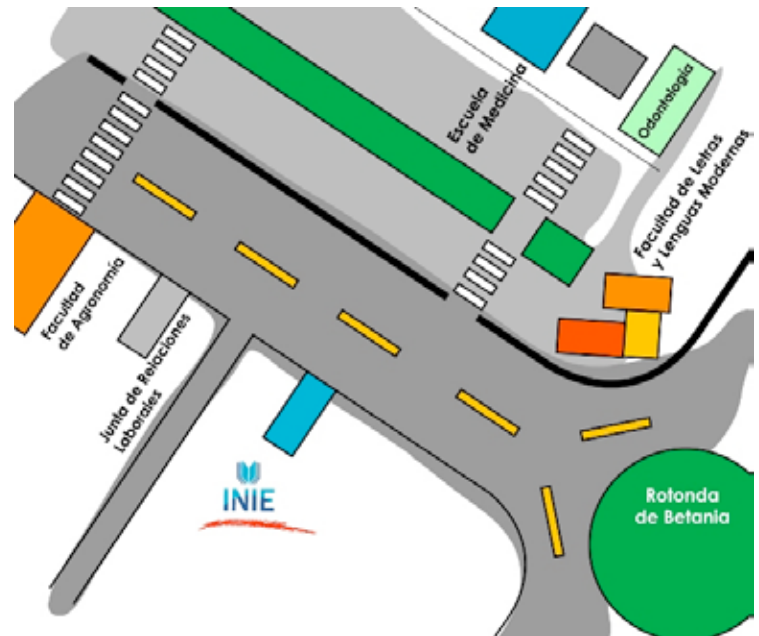 Escuela
de Medicina
Odontología
Facultad de Letras
y Lenguas Modernas
Facultad
de Agronomía
Junta de Relaciones
Laborales
INIE
Rotonda
de Betania